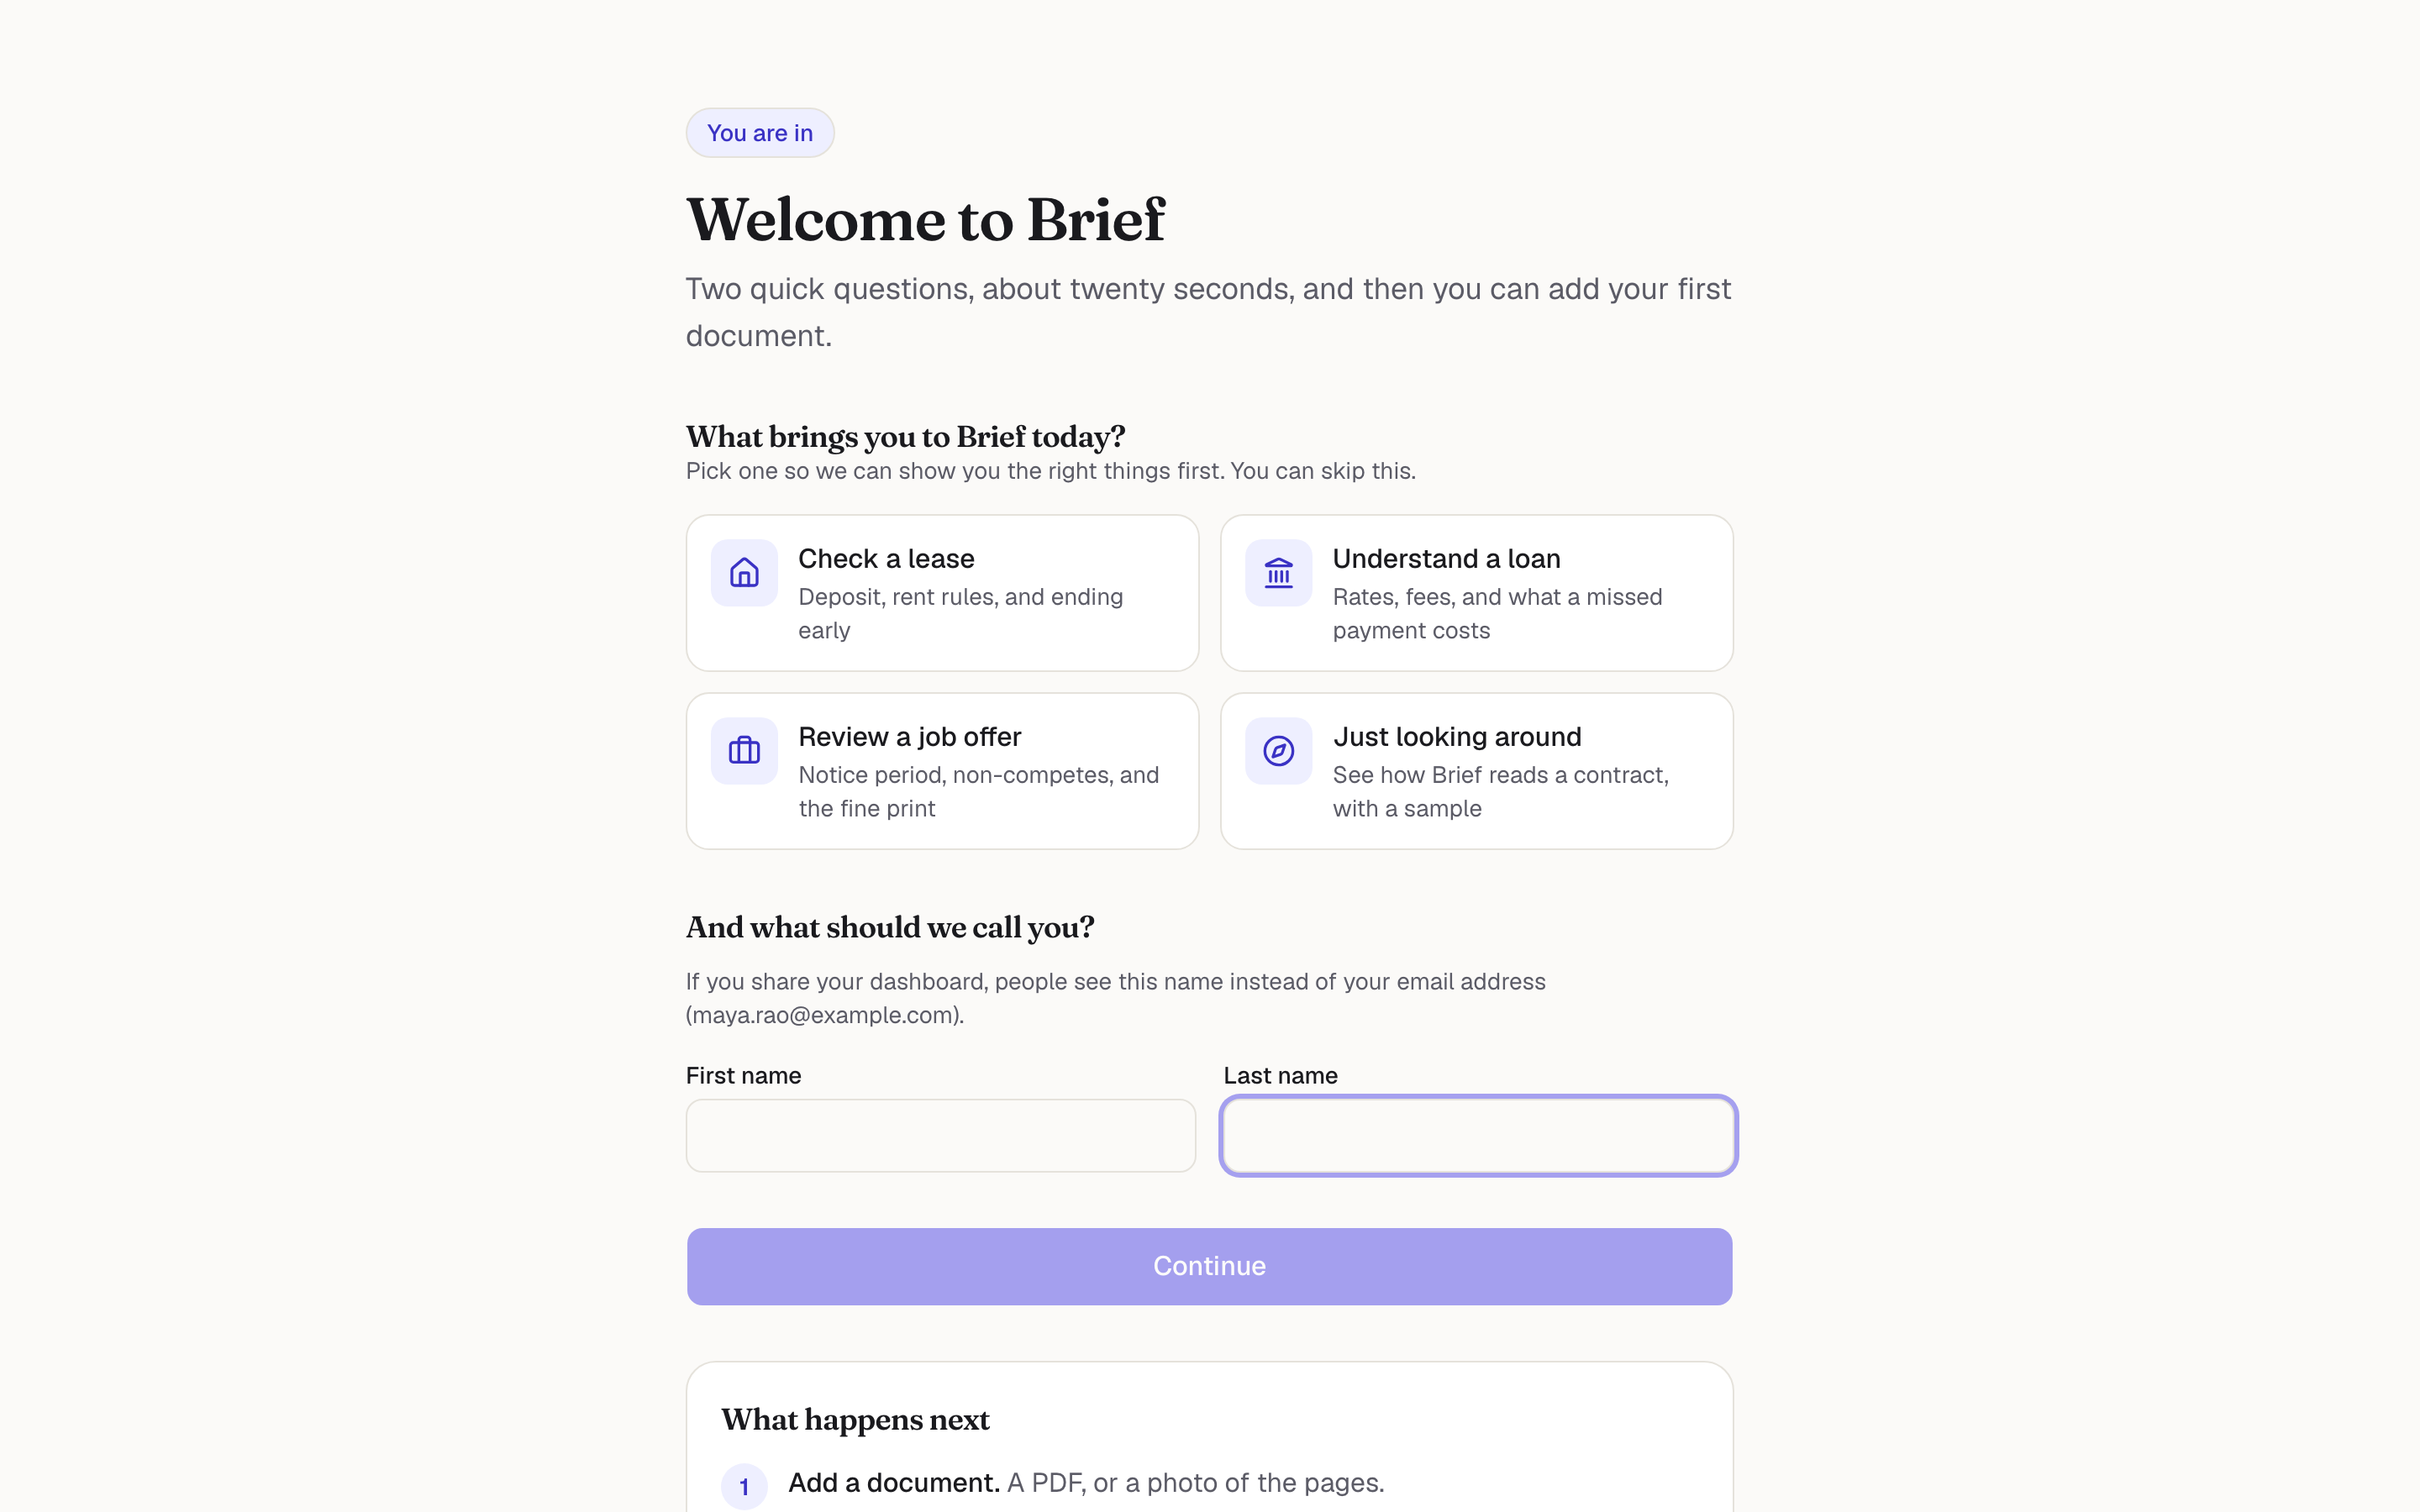 You are in
Welcome to Brief
Two quick questions, about twenty seconds, and then you can add your first
document.
What brings you to Brief today?
Pick one so we can show you the right things first. You can skip this.
Check a lease
Deposit, rent rules, and ending
early
Understand a loan
Rates, fees, and what a missed
payment costs
Review a job offer
Notice period, non-competes, and
the fine print
Just looking around
See how Brief reads a contract,
with a sample
And what should we call you?
If you share your dashboard, people see this name instead of your email address
(maya.rao@example.com).
First name
Last name
Continue
What happens next
1 Add a document. A PDF, or a photo of the pages.